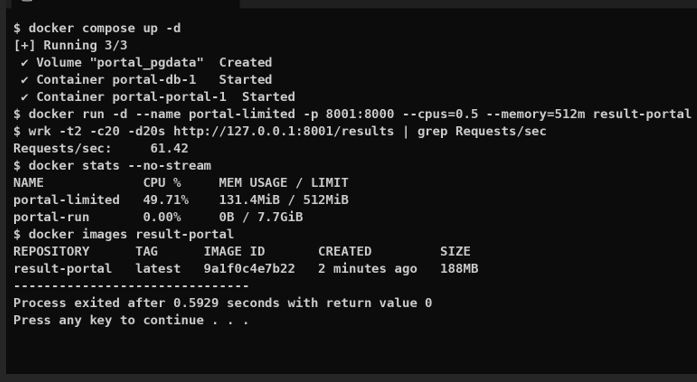 $ docker compose up -d
[+] Running 3/3
✔ Volume "portal_pgdata"  Created
✔ Container portal-db-1   Started
✔ Container portal-portal-1  Started
$ docker run -d --name portal-limited -p 8001:8000 --cpus=0.5 --memory=512m result-portal
$ wrk -t2 -c20 -d20s http://127.0.0.1:8001/results | grep Requests/sec
Requests/sec:     61.42
$ docker stats --no-stream
NAME             CPU %     MEM USAGE / LIMIT
portal-limited   49.71%    131.4MiB / 512MiB
portal-run       0.00%     0B / 7.7GiB
$ docker images result-portal
REPOSITORY      TAG      IMAGE ID       CREATED         SIZE
result-portal   latest   9a1f0c4e7b22   2 minutes ago   188MB
-------------------------------
Process exited after 0.5929 seconds with return value 0
Press any key to continue . . .